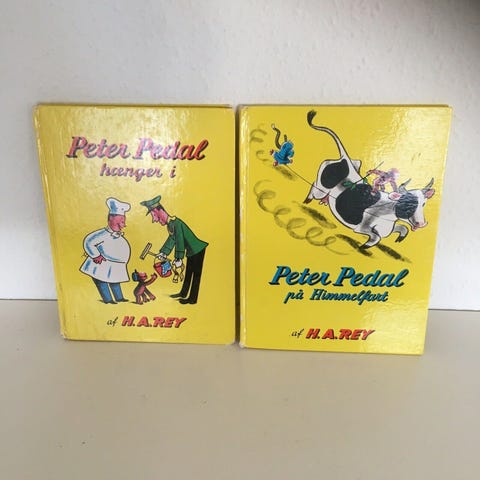 Peter Pedal
hænger i
af H.A.REY
Peter Pedal
på Himmelfart
af H.A.REY